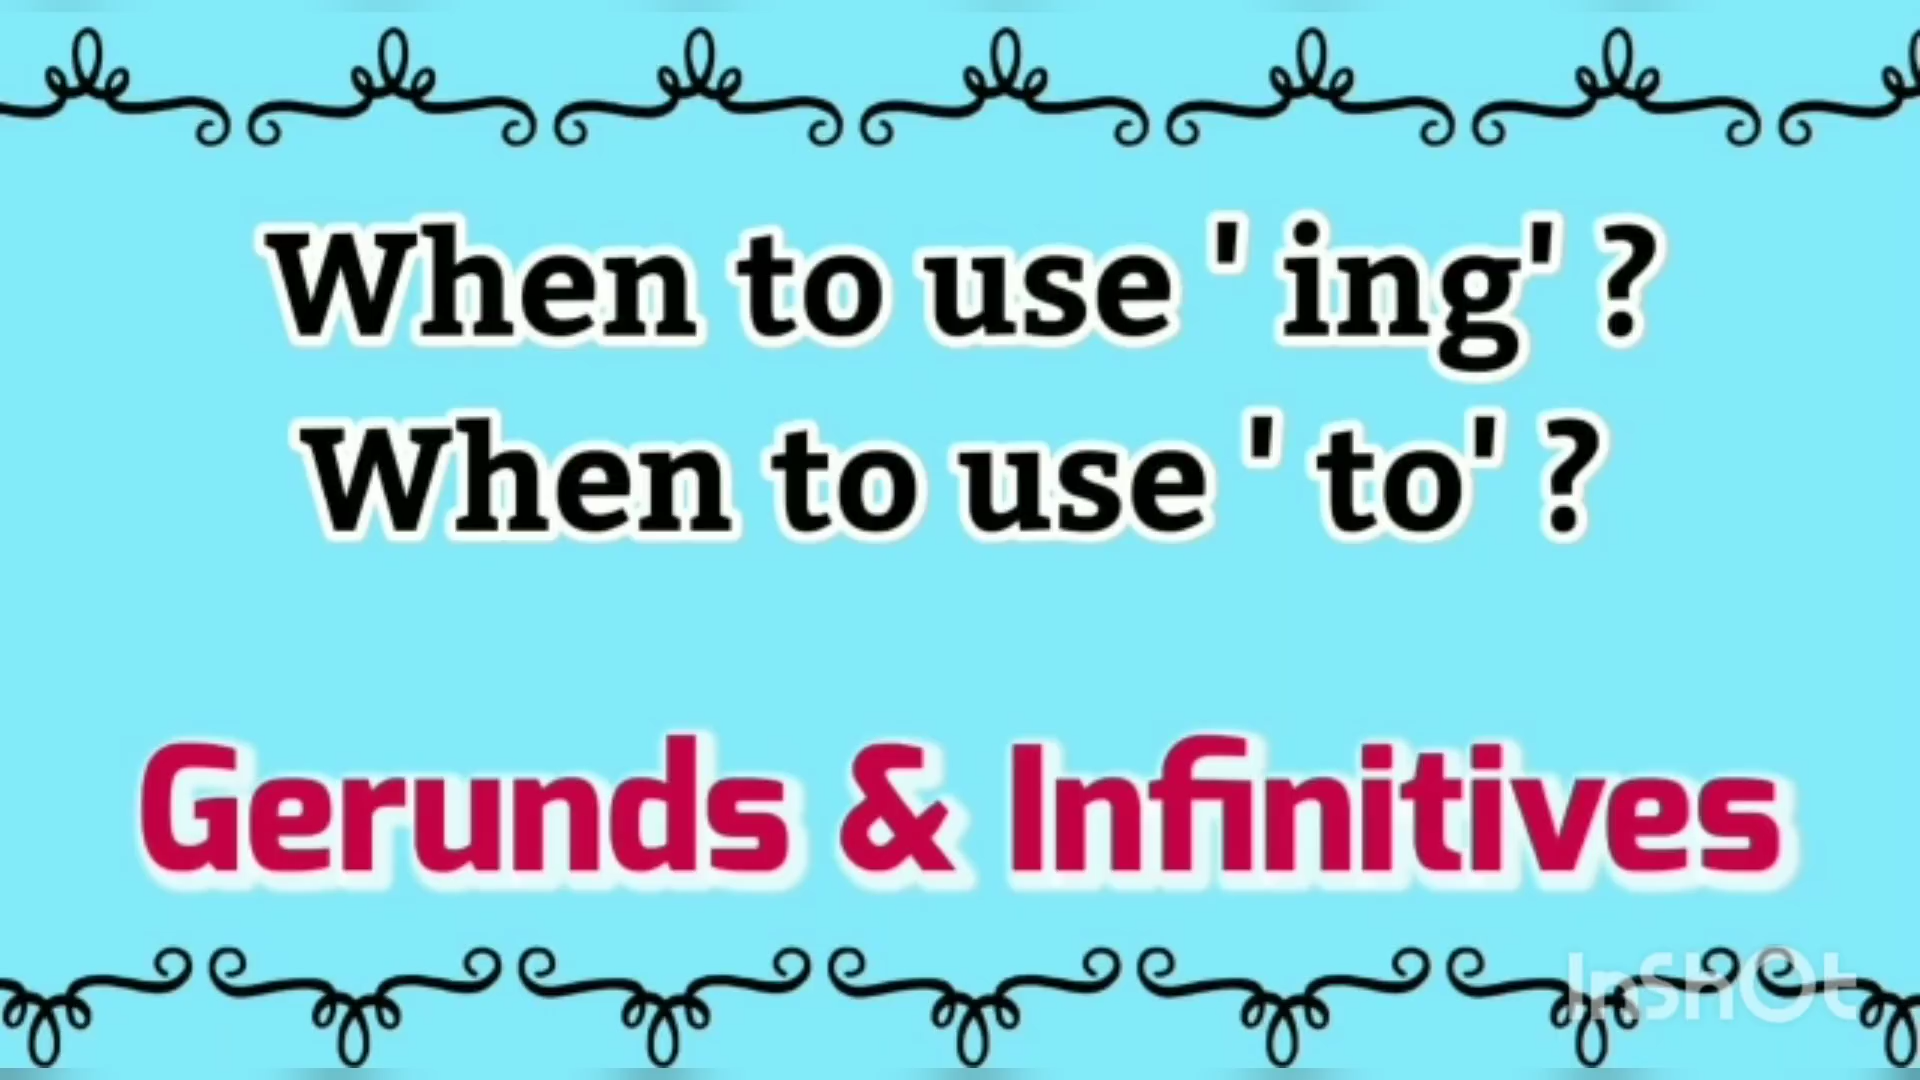 When to use ' ing' ?
When to use ' to' ?
Gerunds & Infinitives
InShOt